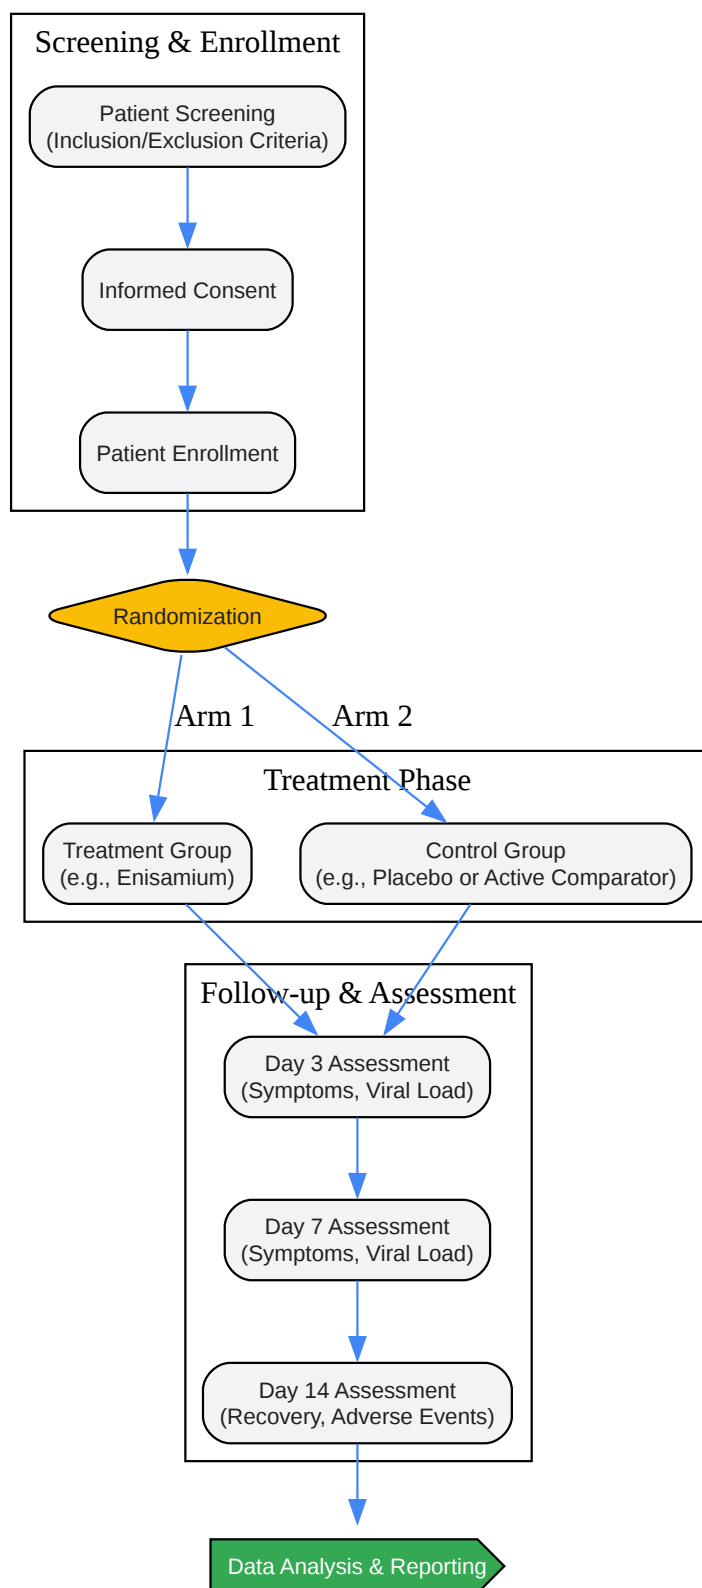 Screening & Enrollment
Patient Screening
(Inclusion/Exclusion Criteria)
Informed Consent
Patient Enrollment
Randomization
Arm 1
Arm 2
Treatment Phase
Treatment Group
(e.g., Enisamium)
Control Group
(e.g., Placebo or Active Comparator)
Follow-up & Assessment
Day 3 Assessment
(Symptoms, Viral Load)
Day 7 Assessment
(Symptoms, Viral Load)
Day 14 Assessment
(Recovery, Adverse Events)
Data Analysis & Reporting